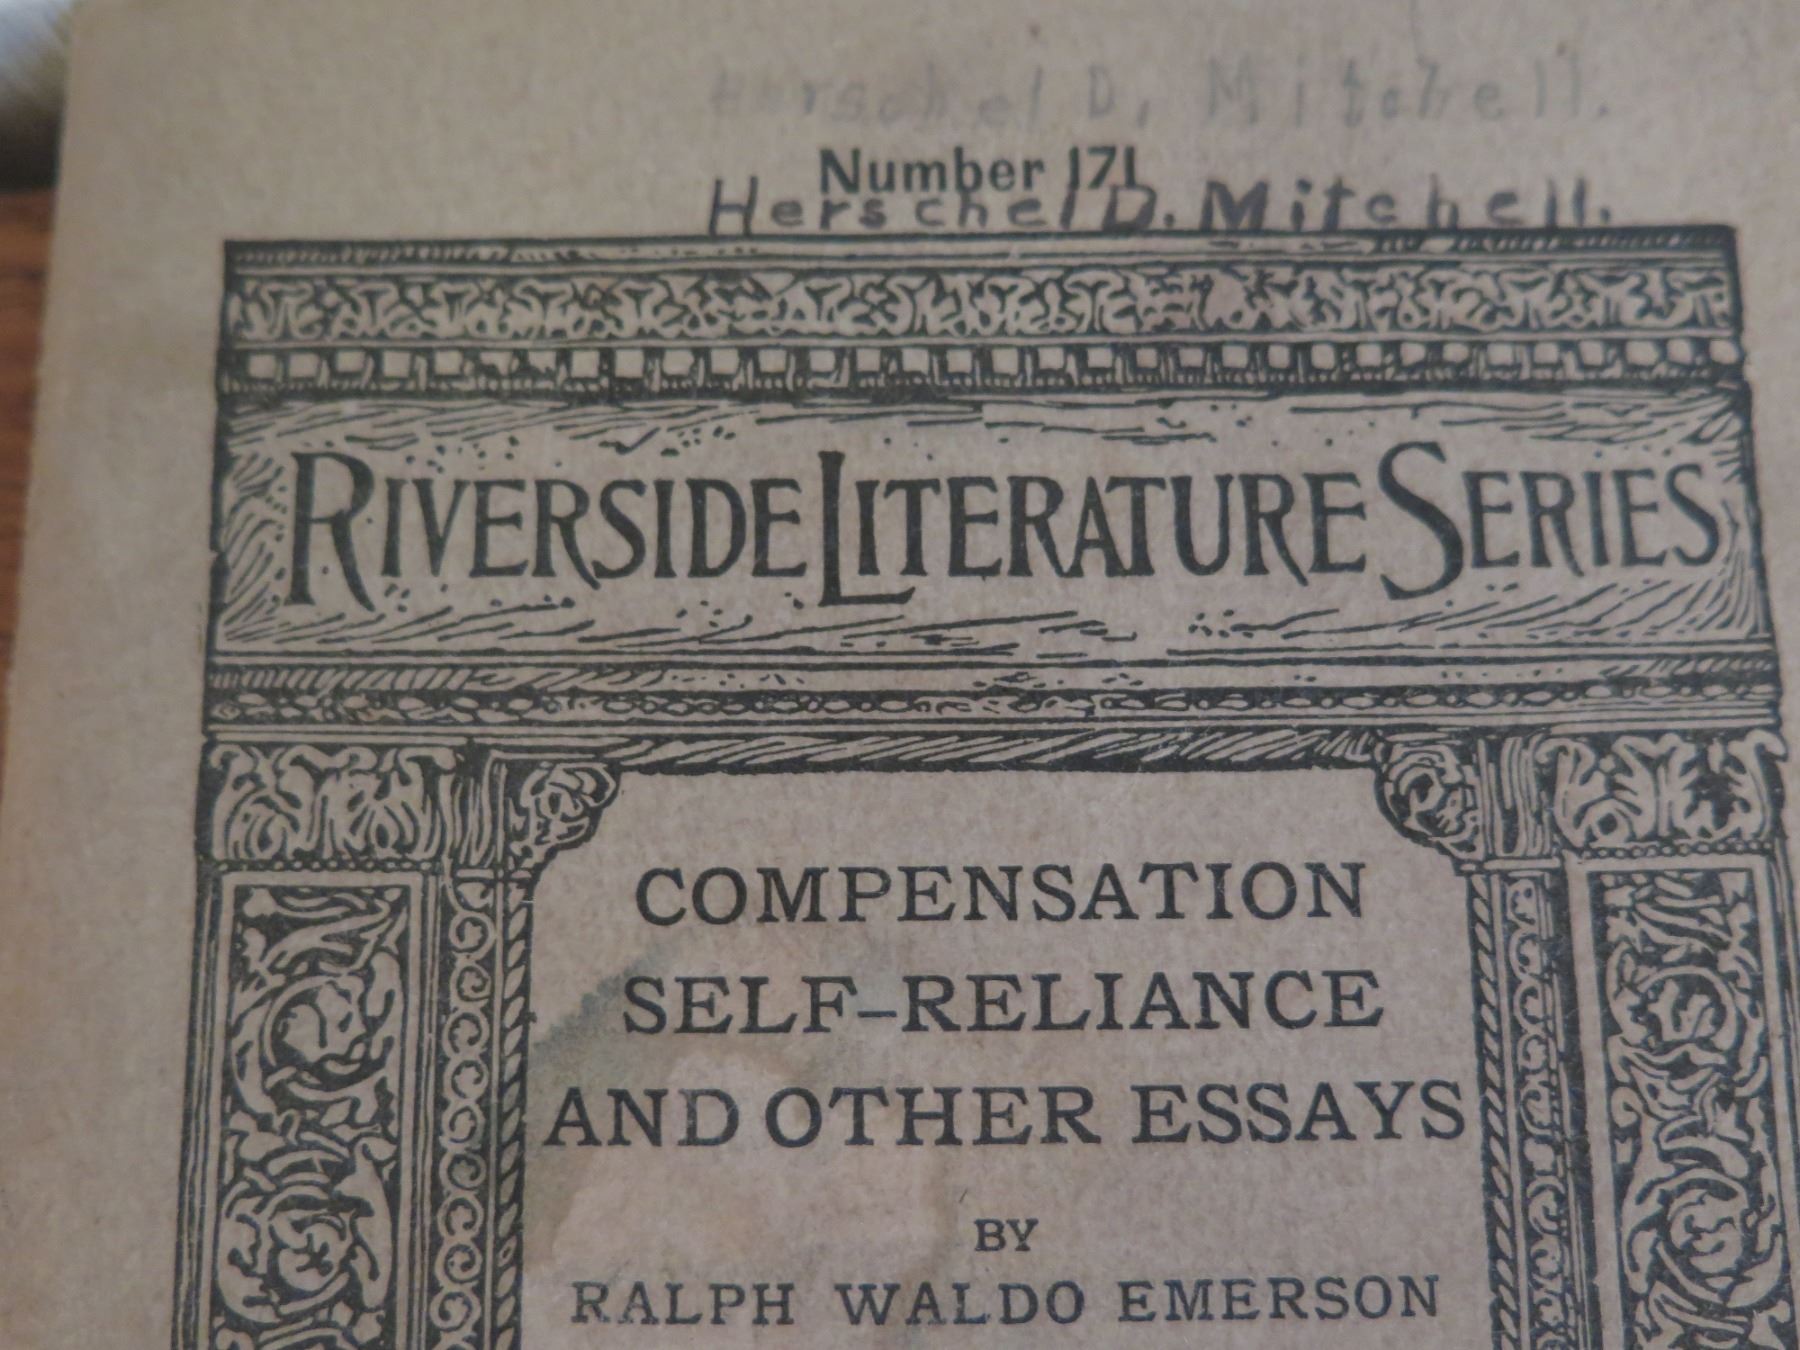 Herschel D. Mitchell.
Number 171
Herschel D. Mitchell.
RIVERSIDE LITERATURE SERIES
COMPENSATION
SELF-RELIANCE
AND OTHER ESSAYS
BY
RALPH WALDO EMERSON